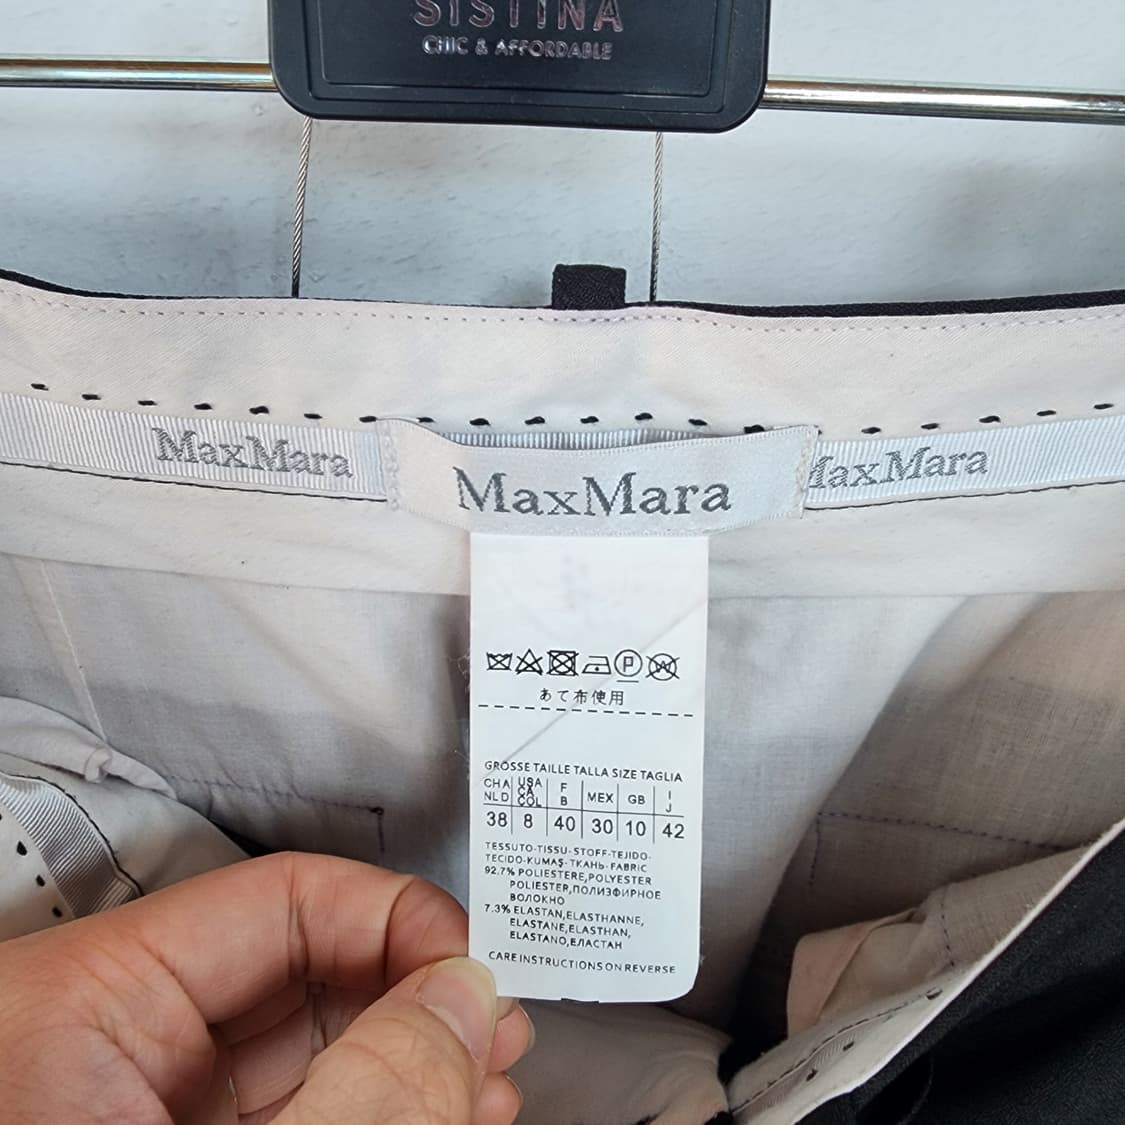 SISTINA
CHIC & AFFORDABLE
MaxMara
MaxMara
MaxMara
P W
あて布使用
GROSSE TAILLE TALLA SIZE TAGLIA
CHA NLD USA CA COL F B MEX GB I J
38 8 40 30 10 42
TESSUTO-TISSU-STOFF-TEJIDO-
TECIDO-KUMAŞ-ТКАНЬ-FABRIC
92.7% POLIESTERE,POLYESTER
POLIESTER,ПОЛИЭФИРНОЕ
ВОЛОКНО
7.3% ELASTAN,ELASTHANNE,
ELASTANE,ELASTHAN,
ELASTANO,ЕЛАСТАН
CARE INSTRUCTIONS ON REVERSE